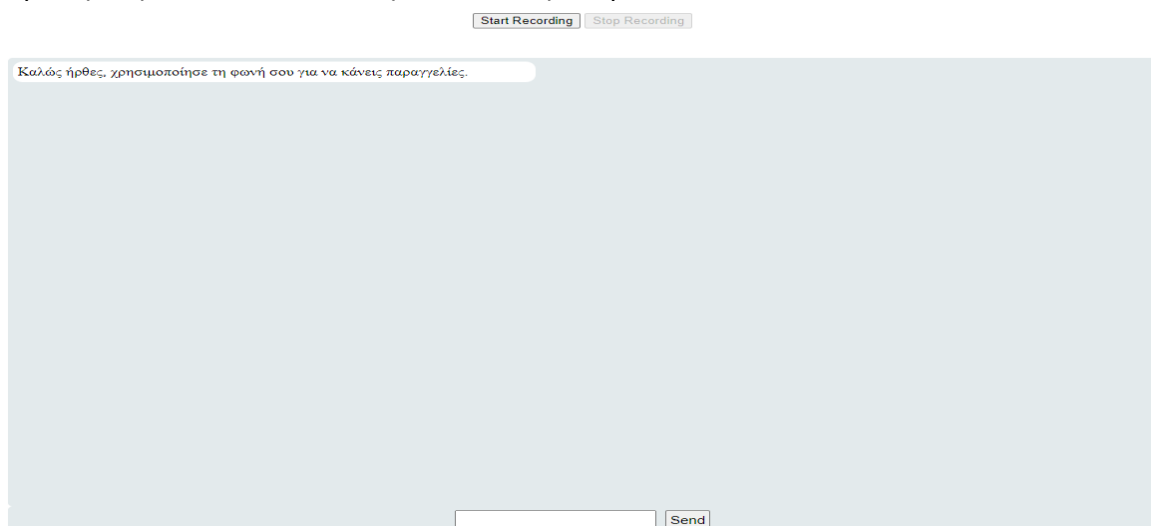 Start Recording Stop Recording
Καλώς ήρθες, χρησιμοποίησε τη φωνή σου για να κάνεις παραγγελίες.
Send